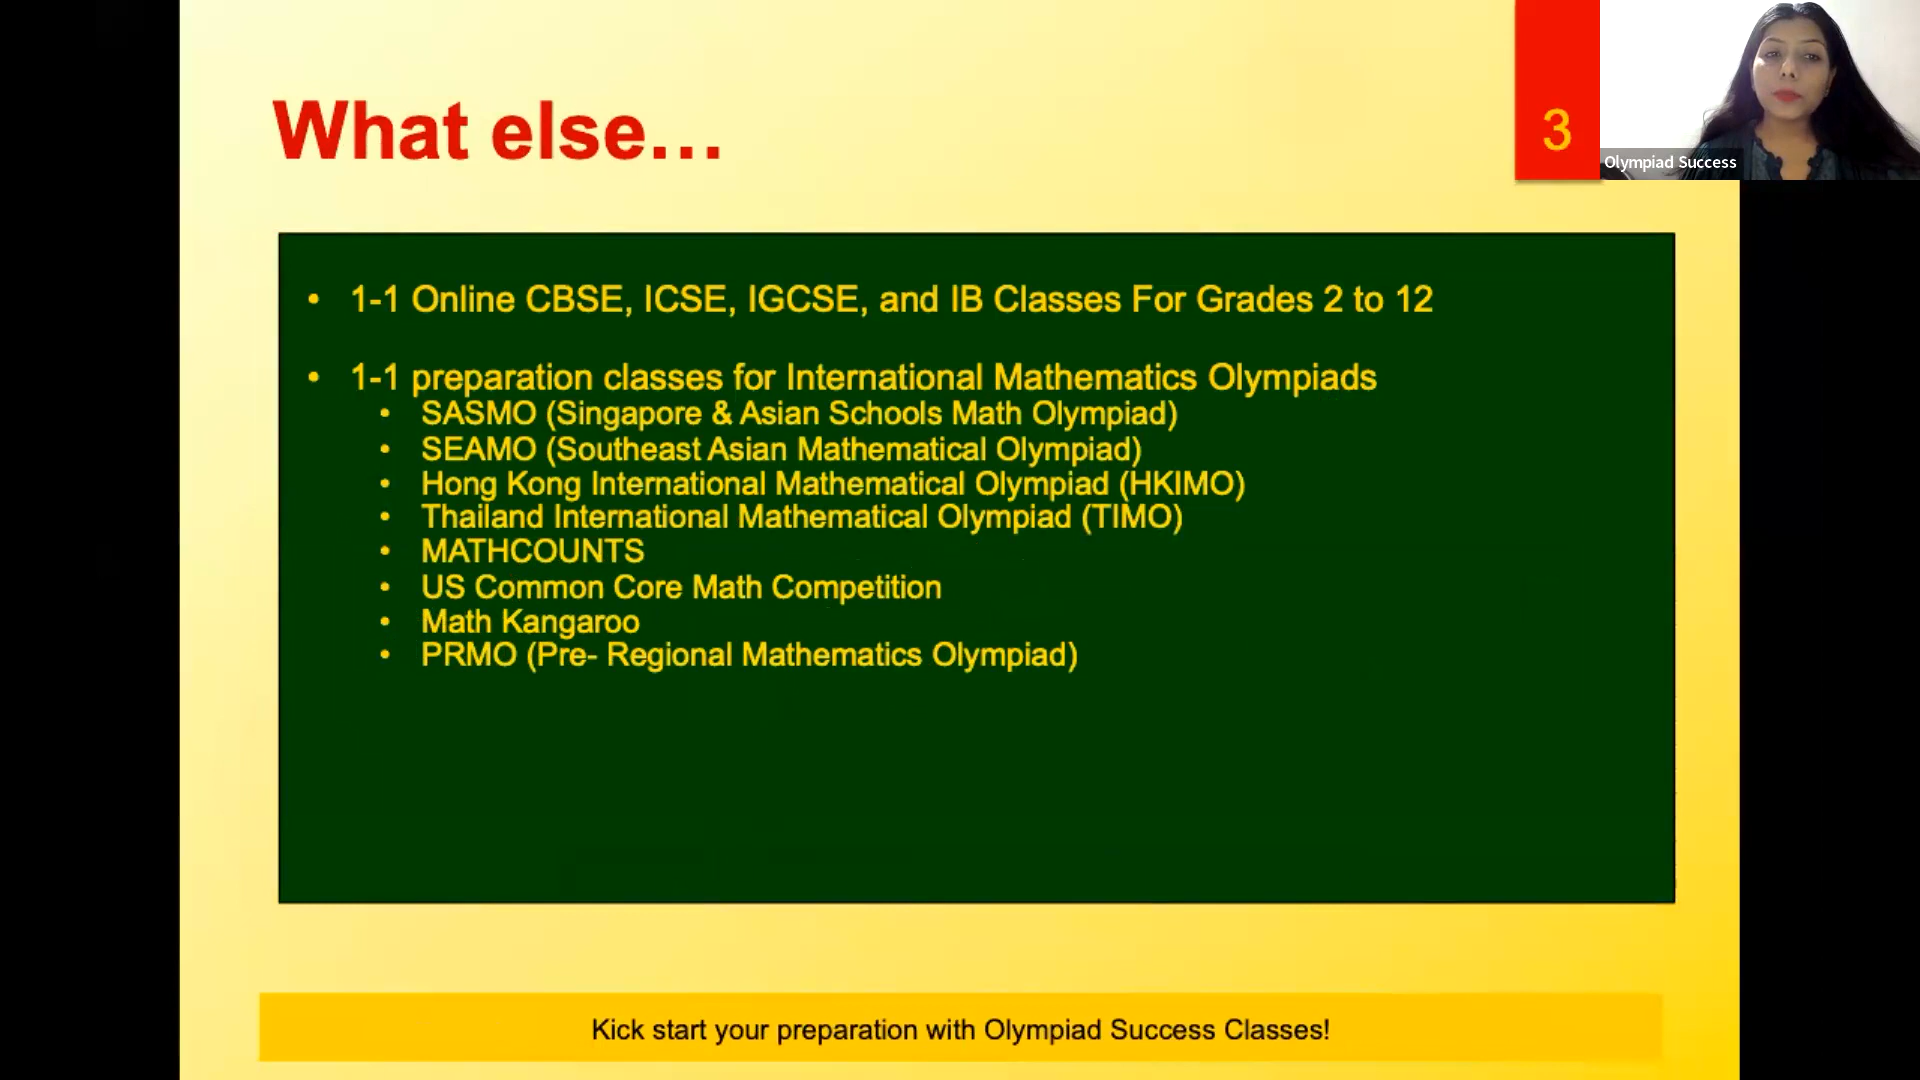 What else...
3
Olympiad Success
• 1-1 Online CBSE, ICSE, IGCSE, and IB Classes For Grades 2 to 12
• 1-1 preparation classes for International Mathematics Olympiads
• SASMO (Singapore & Asian Schools Math Olympiad)
• SEAMO (Southeast Asian Mathematical Olympiad)
• Hong Kong International Mathematical Olympiad (HKIMO)
• Thailand International Mathematical Olympiad (TIMO)
• MATHCOUNTS
• US Common Core Math Competition
• Math Kangaroo
• PRMO (Pre- Regional Mathematics Olympiad)
Kick start your preparation with Olympiad Success Classes!